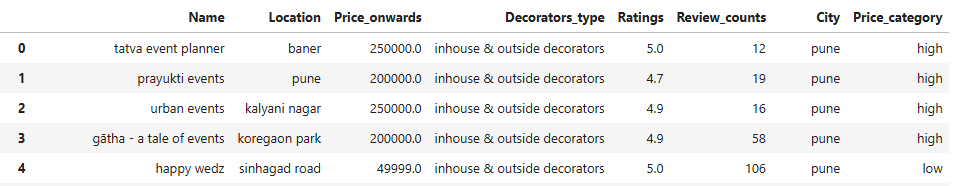 Name Location Price_onwards Decorators_type Ratings Review_counts City Price_category
0 tatva event planner baner 250000.0 inhouse & outside decorators 5.0 12 pune high
1 prayukti events pune 200000.0 inhouse & outside decorators 4.7 19 pune high
2 urban events kalyani nagar 250000.0 inhouse & outside decorators 4.9 16 pune high
3 gātha - a tale of events koregaon park 200000.0 inhouse & outside decorators 4.9 58 pune high
4 happy wedz sinhagad road 49999.0 inhouse & outside decorators 5.0 106 pune low